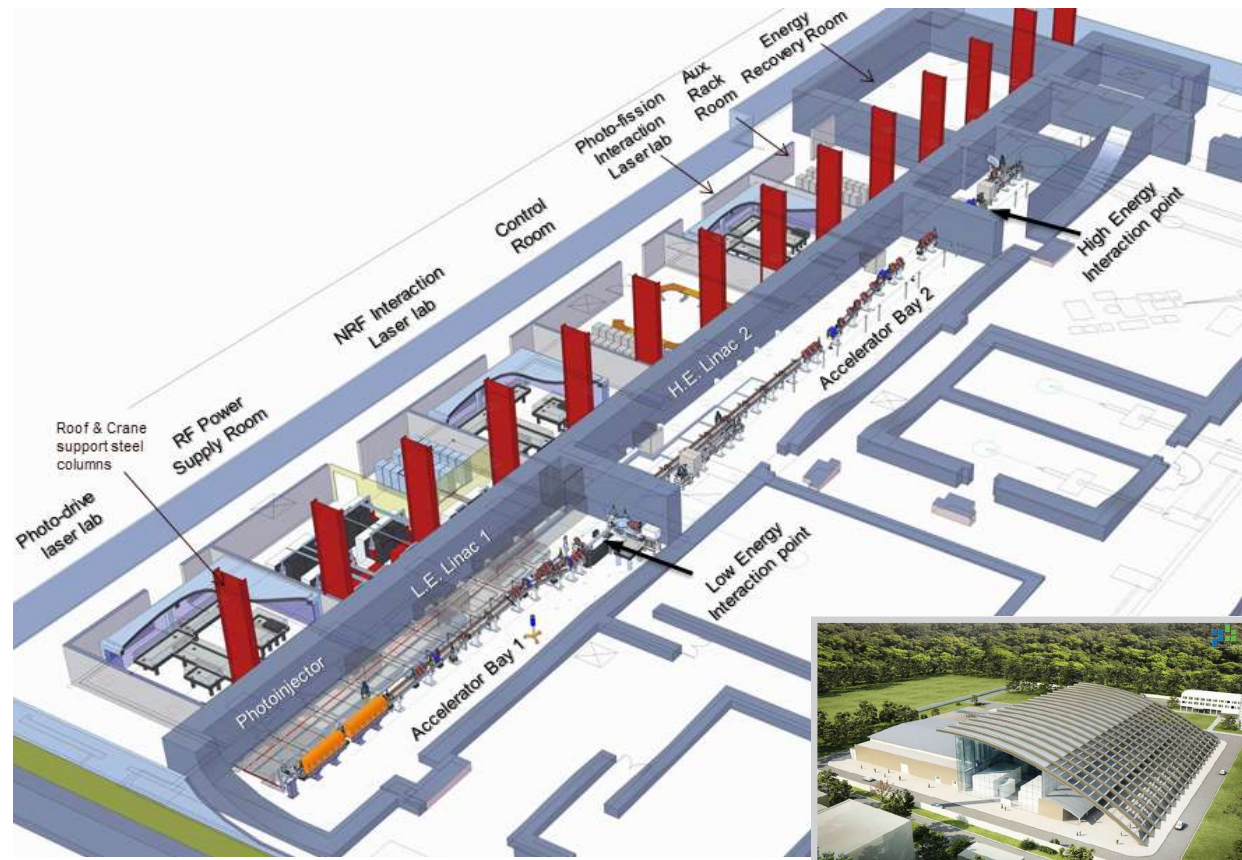 Energy
Recovery Room
Aux.
Rack
Room
Photo-fission
Interaction
Laser lab
Control
Room
NRF Interaction
Laser lab
RF Power
Supply Room
Roof & Crane
support steel
columns
Photo-drive
laser lab
High Energy
Interaction point
Accelerator Bay 2
H.E. Linac 2
Low Energy
Interaction point
L.E. Linac 1
Accelerator Bay 1
Photoinjector